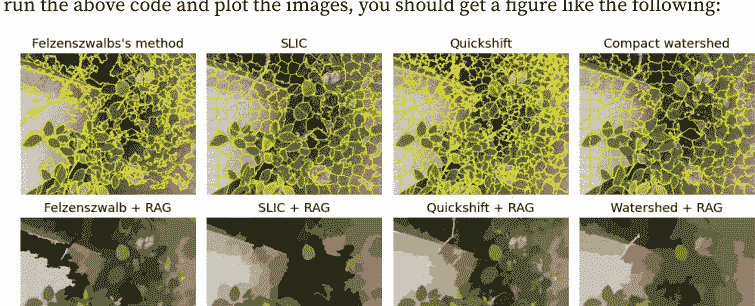 run the above code and plot the images, you should get a figure like the following:
Felzenszwalbs's method SLIC Quickshift Compact watershed
Felzenszwalb + RAG SLIC + RAG Quickshift + RAG Watershed + RAG